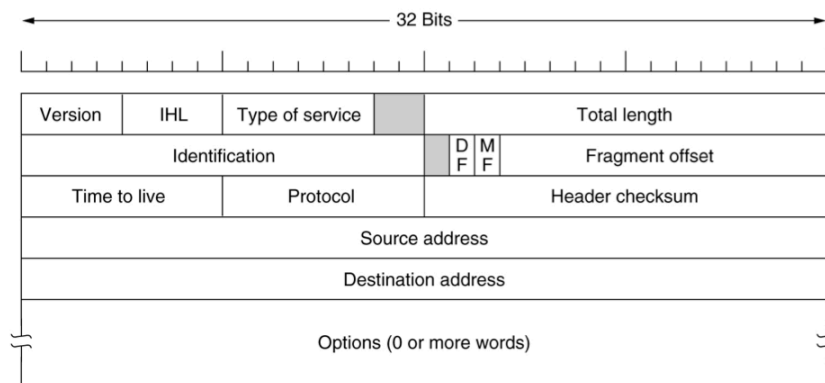 32 Bits
Version IHL Type of service Total length
Identification D F M F Fragment offset
Time to live Protocol Header checksum
Source address
Destination address
Options (0 or more words)